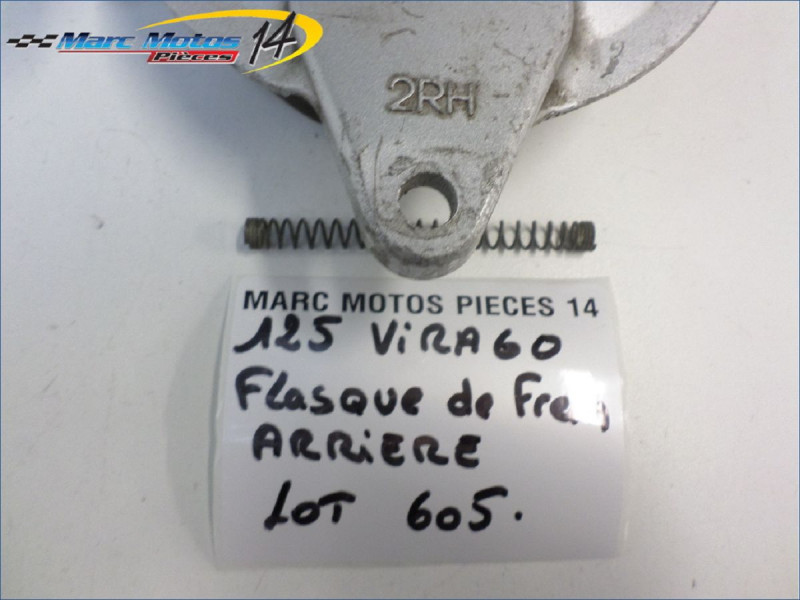 MARC MOTOS 14
PIÈCES
2RH
MARC MOTOS PIECES 14
125 ViRAGO
FLASQUE de Frein
ARRiERE
LOT 605.